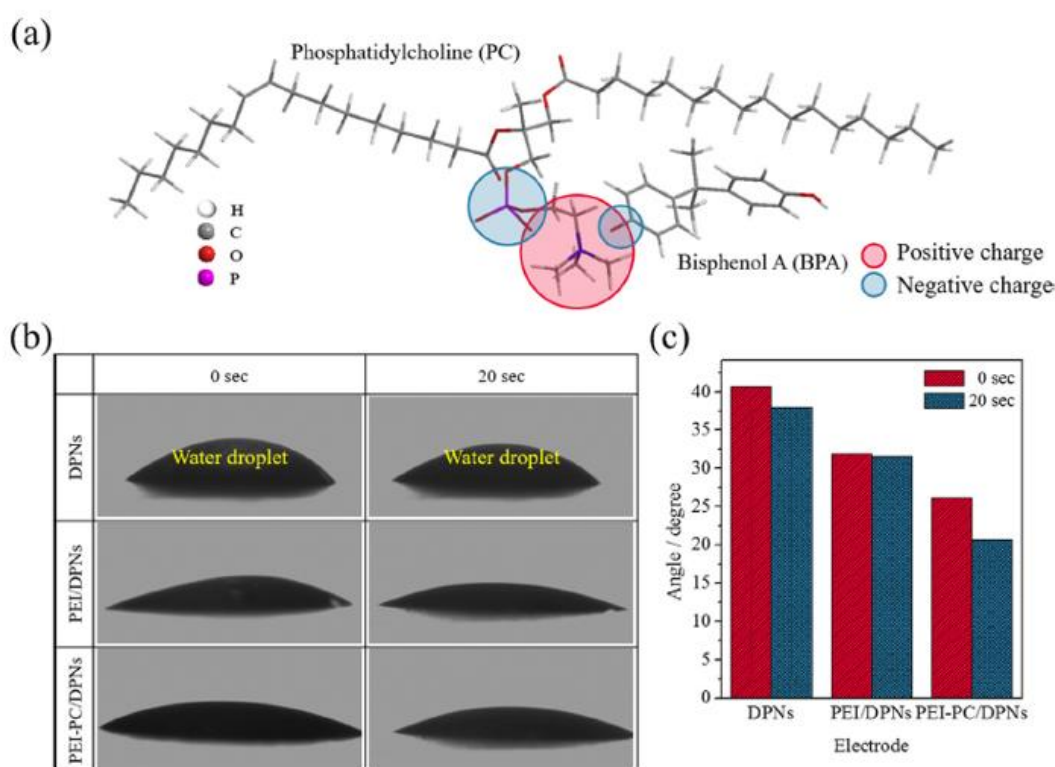 (a)
Phosphatidylcholine (PC)
H
C
O
P
Bisphenol A (BPA)
Positive charge
Negative charge
(b)
0 sec
20 sec
DPNs
Water droplet
Water droplet
PEI/DPNs
PEI-PC/DPNs
(c)
0 sec
20 sec
Angle / degree
40
35
30
25
20
15
10
5
0
DPNs
PEI/DPNs
PEI-PC/DPNs
Electrode